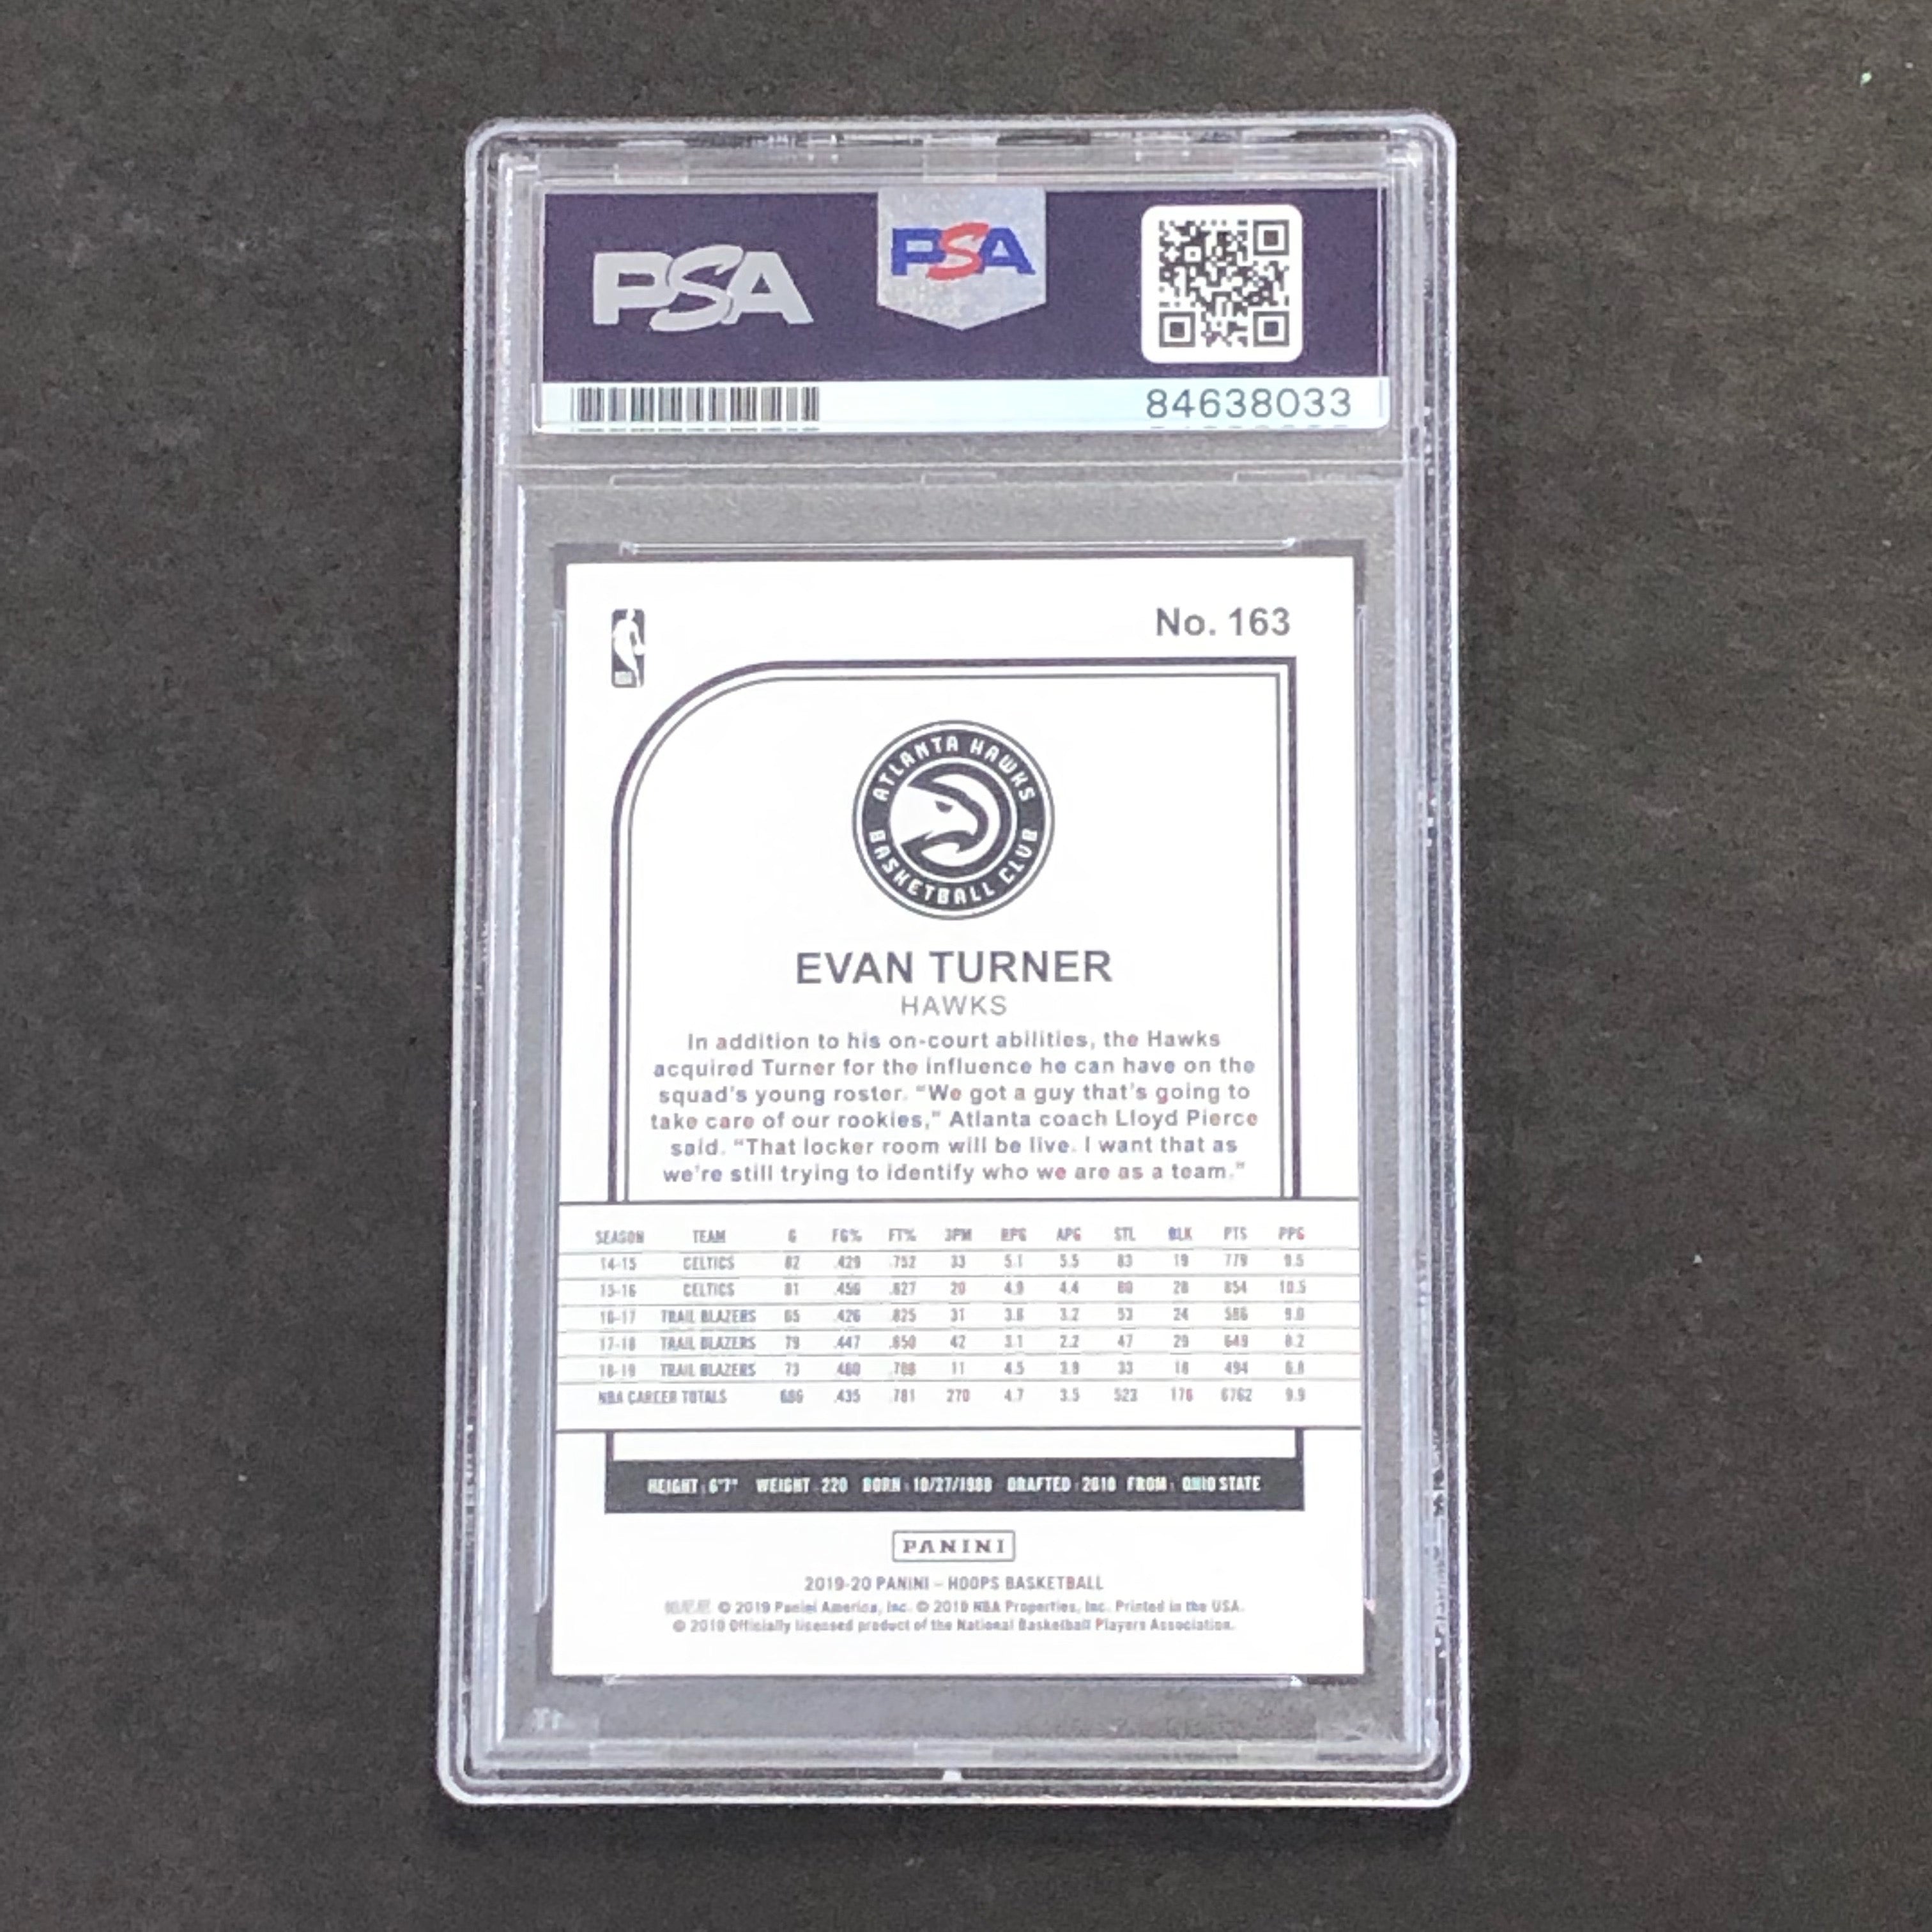 PSA
PSA
84638033
No. 163
ATLANTA HAWKS
BASKETBALL CLUB
EVAN TURNER
HAWKS
In addition to his on-court abilities, the Hawks
acquired Turner for the influence he can have on the
squad's young roster. "We got a guy that's going to
take care of our rookies," Atlanta coach Lloyd Pierce
said. "That locker room will be live. I want that as
we're still trying to identify who we are as a team."
SEASON TEAM G FG% FT% 3PM RPG APG STL BLK PTS PPG
14-15 CELTICS 82 .429 .752 33 5.1 5.5 83 19 779 9.5
15-16 CELTICS 81 .456 .827 20 4.9 4.4 80 28 854 10.5
16-17 TRAIL BLAZERS 65 .426 .825 31 3.8 3.2 53 24 586 9.0
17-18 TRAIL BLAZERS 79 .447 .850 42 3.1 2.2 47 29 649 8.2
18-19 TRAIL BLAZERS 73 .460 .708 11 4.5 3.9 33 18 494 6.8
NBA CAREER TOTALS 686 .435 .781 270 4.7 3.5 523 176 6762 9.9
HEIGHT: 6'7" WEIGHT: 220 BORN: 10/27/1988 DRAFTED: 2010 FROM: OHIO STATE
PANINI
2019-20 PANINI – HOOPS BASKETBALL
© 2019 Panini America, Inc. © 2019 NBA Properties, Inc. Printed in the USA.
© 2019 Officially licensed product of the National Basketball Players Association.